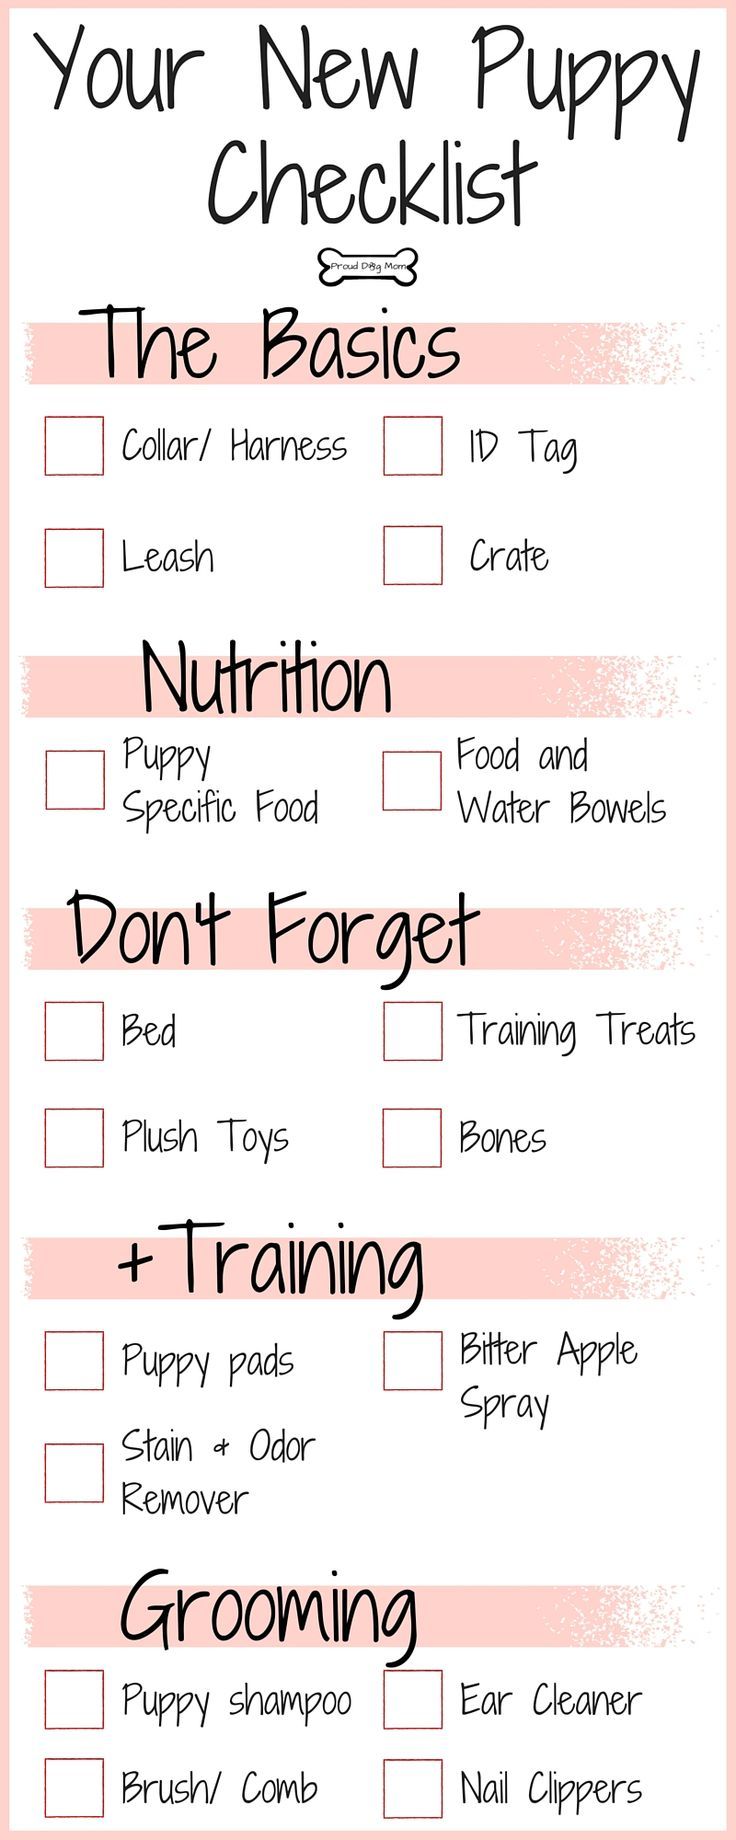 Your New Puppy
Checklist
Proud Dog Mom
The Basics
Collar/ Harness
ID Tag
Leash
Crate
Nutrition
Puppy
Specific Food
Food and
Water Bowels
Don't Forget
Bed
Training Treats
Plush Toys
Bones
+Training
Puppy pads
Bitter Apple
Spray
Stain & Odor
Remover
Grooming
Puppy shampoo
Ear Cleaner
Brush/ Comb
Nail Clippers